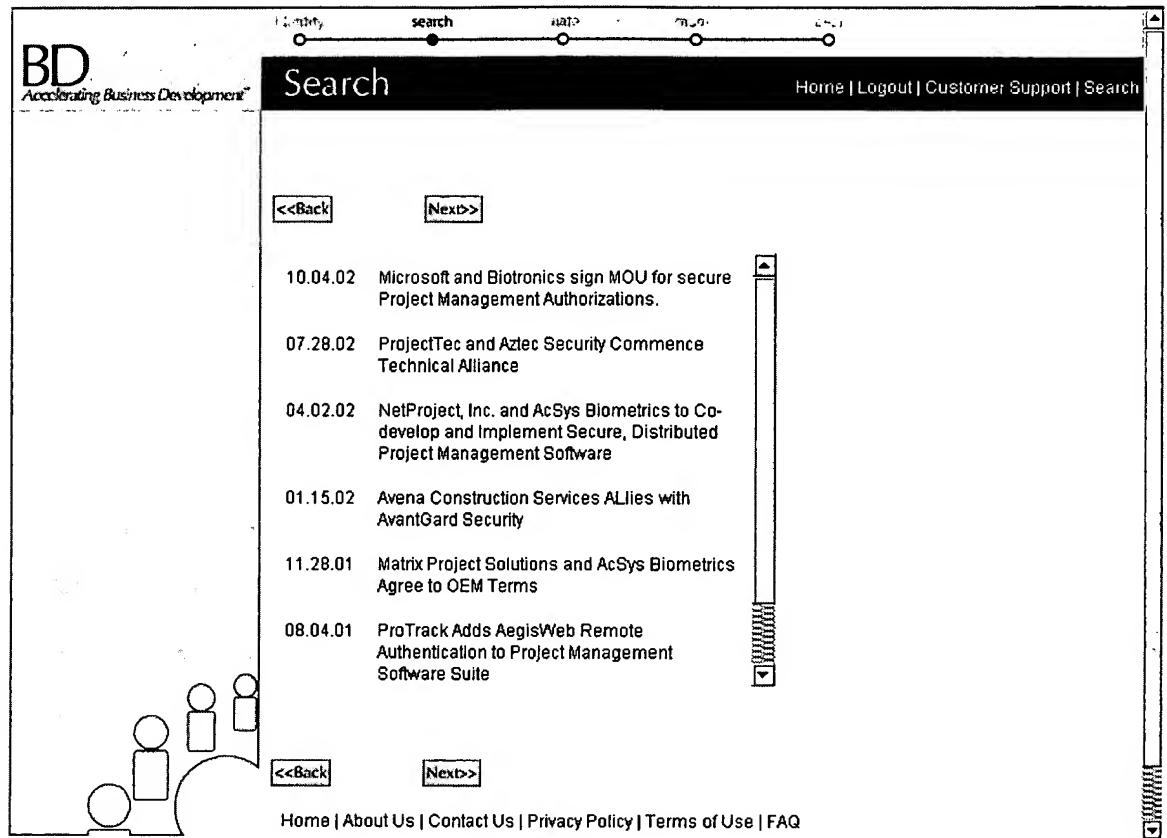 search
BD
Accelerating Business Development
Search
Home | Logout | Customer Support | Search
<<Back Next>>
10.04.02 Microsoft and Biotronics sign MOU for secure
Project Management Authorizations.
07.28.02 ProjectTec and Aztec Security Commence
Technical Alliance
04.02.02 NetProject, Inc. and AcSys Biometrics to Co-
develop and Implement Secure, Distributed
Project Management Software
01.15.02 Avena Construction Services ALlies with
AvantGard Security
11.28.01 Matrix Project Solutions and AcSys Biometrics
Agree to OEM Terms
08.04.01 ProTrack Adds AegisWeb Remote
Authentication to Project Management
Software Suite
<<Back Next>>
Home | About Us | Contact Us | Privacy Policy | Terms of Use | FAQ